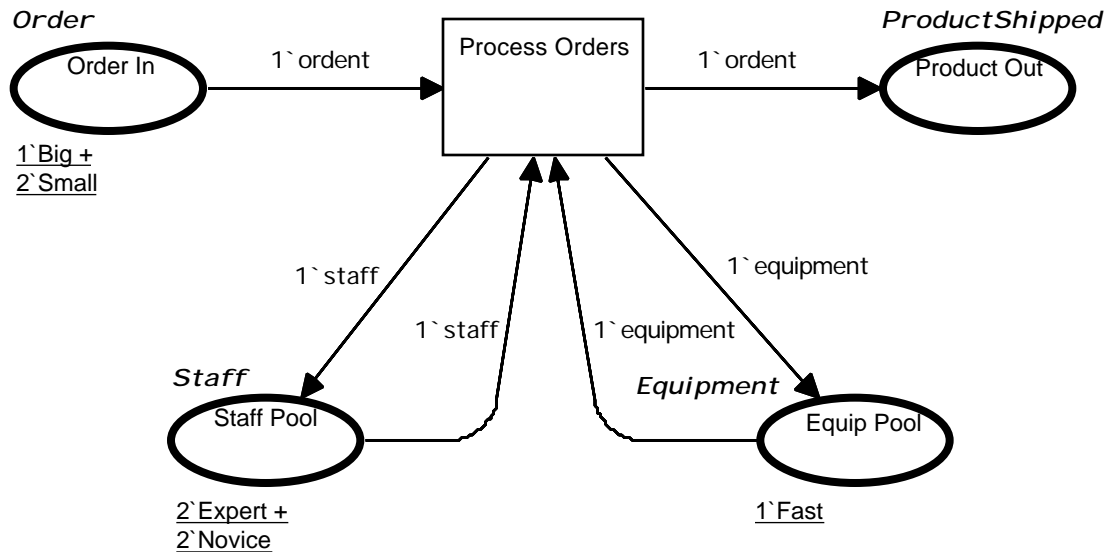 Order
ProductShipped
Order In
Process Orders
Product Out
1`ordent
1`ordent
1`Big +
2`Small
1`staff
1`equipment
1`staff
1`equipment
Staff
Equipment
Staff Pool
Equip Pool
2`Expert +
2`Novice
1`Fast